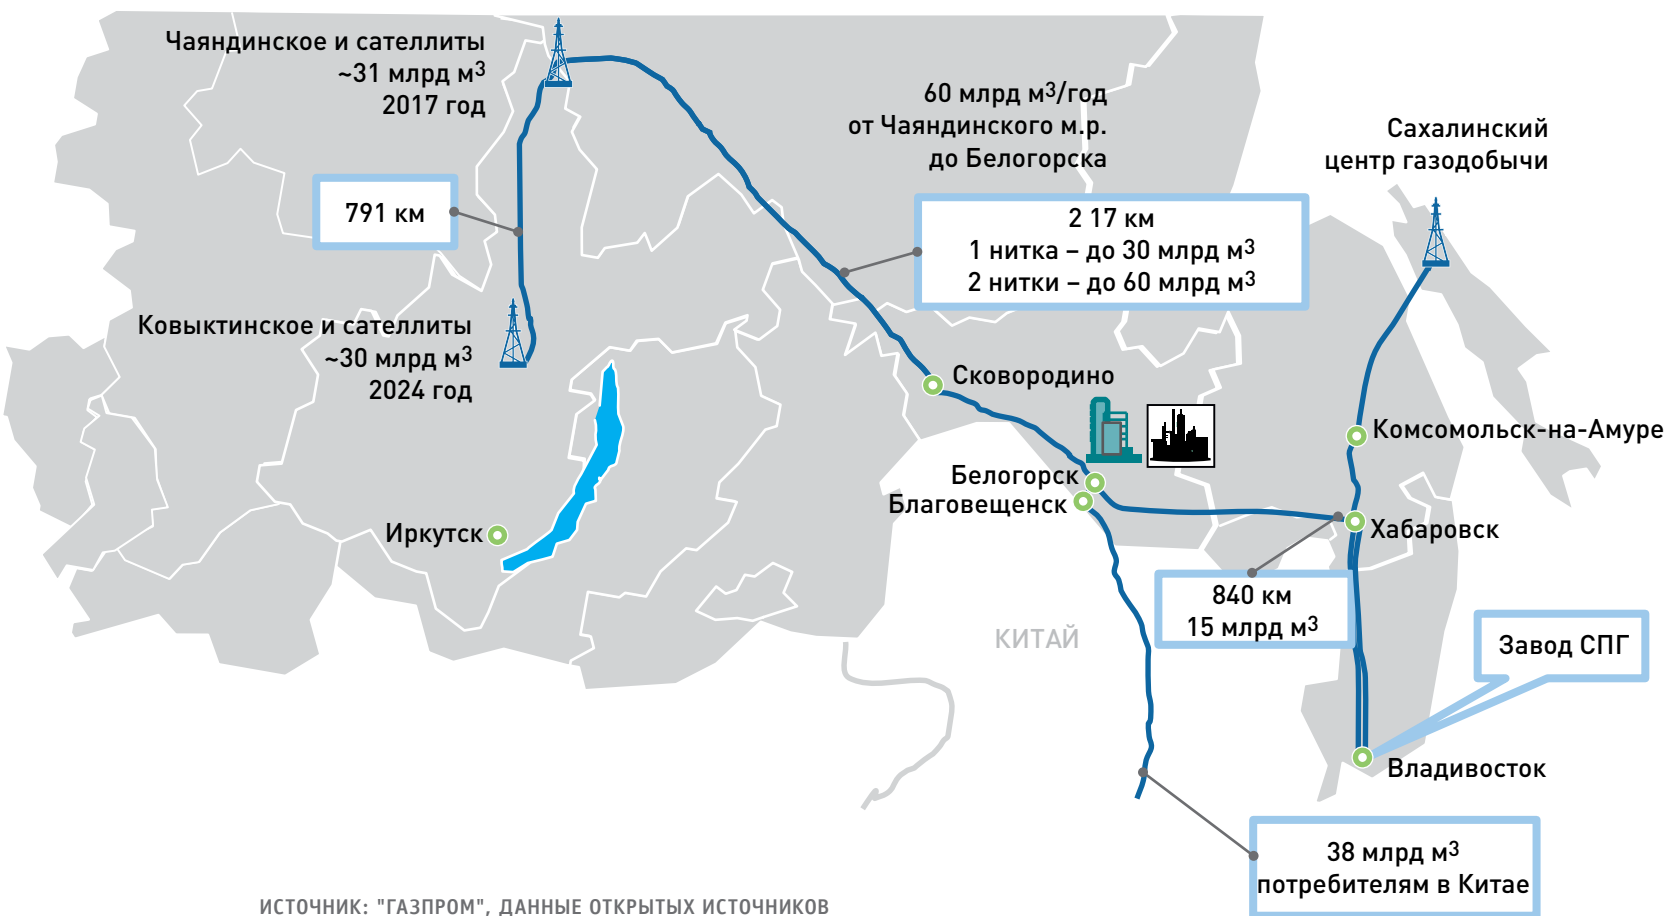 Чаяндинское и сателлиты
~31 млрд м³
2017 год
60 млрд м³/год
от Чаяндинского м.р.
до Белогорска
Сахалинский
центр газодобычи
791 км
2 17 км
1 нитка – до 30 млрд м³
2 нитки – до 60 млрд м³
Ковыктинское и сателлиты
~30 млрд м³
2024 год
Сковородино
Комсомольск-на-Амуре
Белогорск
Благовещенск
Иркутск
Хабаровск
840 км
15 млрд м³
КИТАЙ
Завод СПГ
Владивосток
38 млрд м³
потребителям в Китае
ИСТОЧНИК: "ГАЗПРОМ", ДАННЫЕ ОТКРЫТЫХ ИСТОЧНИКОВ